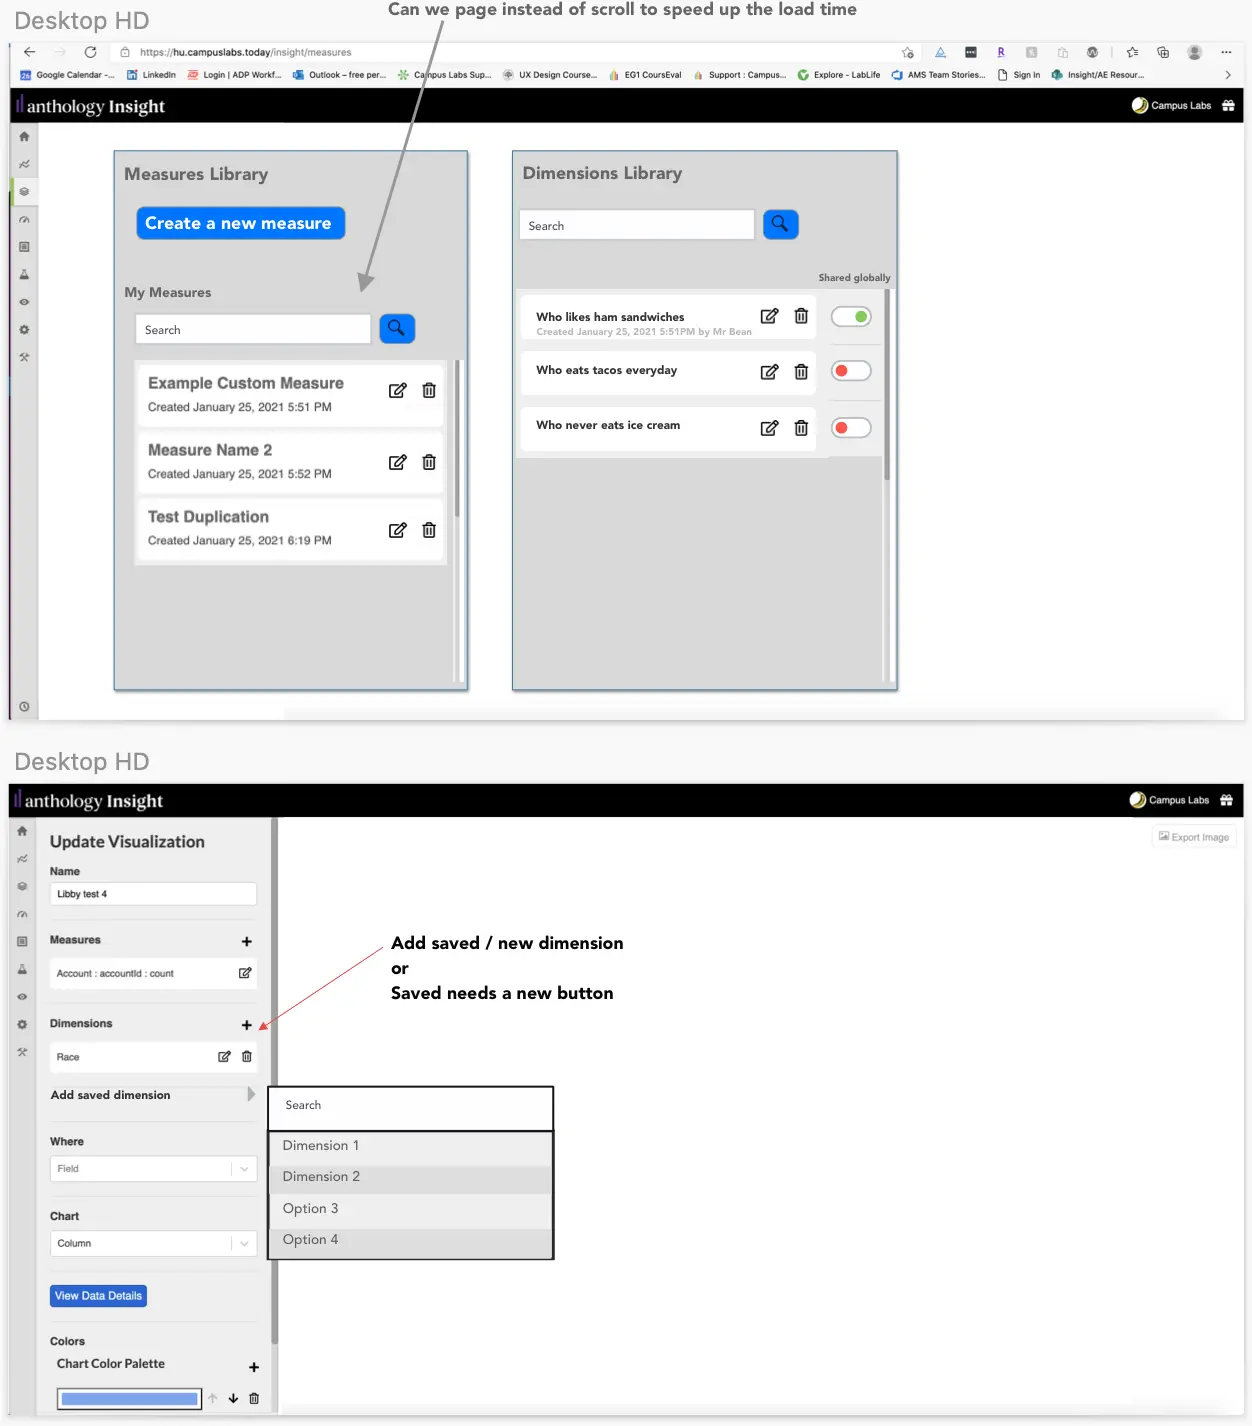 Can we page instead of scroll to speed up the load time
Desktop HD
https://hu.campuslabs.today/insight/measures
Google Calendar -... LinkedIn Login | ADP Workf... Outlook – free per... Campus Labs Sup... UX Design Course... EG1 CoursEval Support : Campus... Explore - LabLife AMS Team Stories... Sign in Insight/AE Resour...
anthology Insight
Campus Labs
Measures Library
Create a new measure
My Measures
Search
Example Custom Measure
Created January 25, 2021 5:51 PM
Measure Name 2
Created January 25, 2021 5:52 PM
Test Duplication
Created January 25, 2021 6:19 PM
Dimensions Library
Search
Shared globally
Who likes ham sandwiches
Created January 25, 2021 5:51PM by Mr Bean
Who eats tacos everyday
Who never eats ice cream
Desktop HD
anthology Insight
Campus Labs
Export Image
Update Visualization
Name
Libby test 4
Measures
Account : accountId : count
Dimensions
Race
Add saved dimension
Add saved / new dimension
or
Saved needs a new button
Search
Dimension 1
Dimension 2
Option 3
Option 4
Where
Field
Chart
Column
View Data Details
Colors
Chart Color Palette